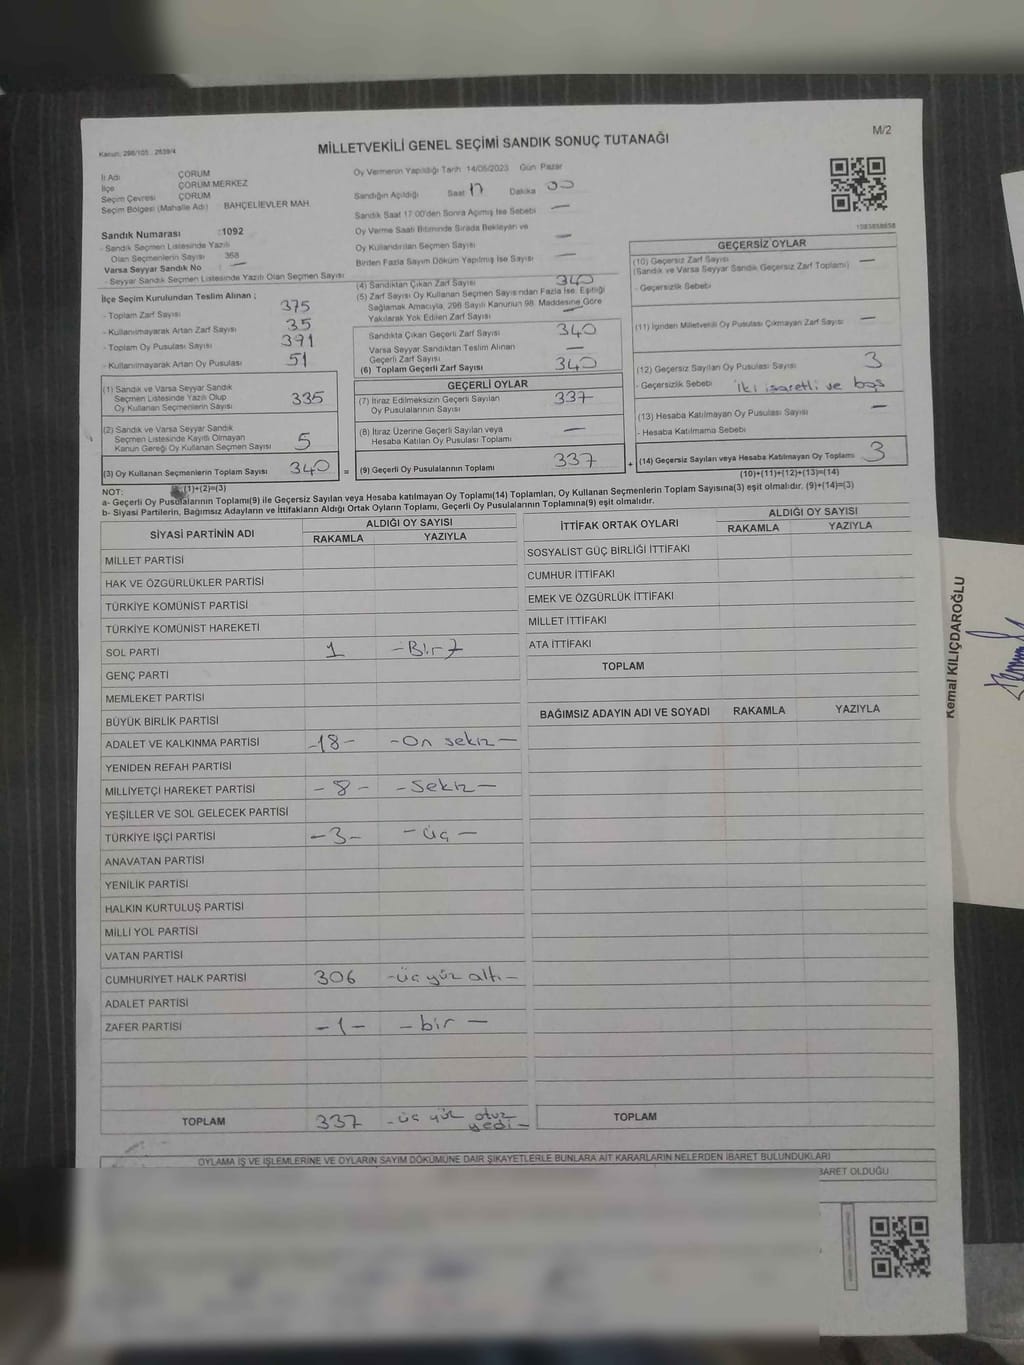 MİLLETVEKİLİ GENEL SEÇİMİ SANDIK SONUÇ TUTANAĞI
M/2
Kanun: 298/105 : 2839/4
İl Adı ÇORUM
İlçe ÇORUM MERKEZ
Seçim Çevresi ÇORUM
Seçim Bölgesi (Mahalle Adı) BAHÇELİEVLER MAH.
Oy Vermenin Yapıldığı Tarih 14/05/2023 Gün Pazar
Sandığın Açıldığı Saat 17 Dakika 00
Sandık Saat 17:00'den Sonra Açılmış İse Sebebi —
Oy Verme Saati Bitiminde Sırada Bekleyen ve
Oy Kullandırılan Seçmen Sayısı —
Birden Fazla Sayım Döküm Yapılmış İse Sayısı —
Sandık Numarası :1092
- Sandık Seçmen Listesinde Yazılı
Olan Seçmenlerin Sayısı 368
Varsa Seyyar Sandık No —
- Seyyar Sandık Seçmen Listesinde Yazılı Olan Seçmen Sayısı
İlçe Seçim Kurulundan Teslim Alınan ;
- Toplam Zarf Sayısı 375
- Kullanılmayarak Artan Zarf Sayısı 35
- Toplam Oy Pusulası Sayısı 391
- Kullanılmayarak Artan Oy Pusulası 51
(1) Sandık ve Varsa Seyyar Sandık
Seçmen Listesinde Yazılı Olup
Oy Kullanan Seçmenlerin Sayısı 335
(2) Sandık ve Varsa Seyyar Sandık
Seçmen Listesinde Kayıtlı Olmayan
Kanun Gereği Oy Kullanan Seçmen Sayısı 5
(3) Oy Kullanan Seçmenlerin Toplam Sayısı 340 =
(1)+(2)=(3)
(4) Sandıktan Çıkan Zarf Sayısı 340
(5) Zarf Sayısı Oy Kullanan Seçmen Sayısından Fazla İse; Eşitliği
Sağlamak Amacıyla, 298 Sayılı Kanunun 98. Maddesine Göre
Yakılarak Yok Edilen Zarf Sayısı —
Sandıkta Çıkan Geçerli Zarf Sayısı 340
Varsa Seyyar Sandıktan Teslim Alınan
Geçerli Zarf Sayısı —
(6) Toplam Geçerli Zarf Sayısı 340
GEÇERLİ OYLAR
(7) İtiraz Edilmeksizin Geçerli Sayılan
Oy Pusulalarının Sayısı 337
(8) İtiraz Üzerine Geçerli Sayılan veya
Hesaba Katılan Oy Pusulası Toplamı —
(9) Geçerli Oy Pusulalarının Toplamı 337 +
GEÇERSİZ OYLAR
(10) Geçersiz Zarf Sayısı —
(Sandık ve Varsa Seyyar Sandık Geçersiz Zarf Toplamı)
- Geçersizlik Sebebi
(11) İçinden Milletvekili Oy Pusulası Çıkmayan Zarf Sayısı —
(12) Geçersiz Sayılan Oy Pusulası Sayısı 3
- Geçersizlik Sebebi iki işaretli ve boş
(13) Hesaba Katılmayan Oy Pusulası Sayısı —
- Hesaba Katılmama Sebebi
(14) Geçersiz Sayılan veya Hesaba Katılmayan Oy Toplamı 3
(10)+(11)+(12)+(13)=(14)
NOT:
a- Geçerli Oy Pusulalarının Toplamı(9) ile Geçersiz Sayılan veya Hesaba katılmayan Oy Toplamı(14) Toplamları, Oy Kullanan Seçmenlerin Toplam Sayısına(3) eşit olmalıdır. (9)+(14)=(3)
b- Siyasi Partilerin, Bağımsız Adayların ve İttifakların Aldığı Ortak Oyların Toplamı, Geçerli Oy Pusulalarının Toplamına(9) eşit olmalıdır.
SİYASİ PARTİNİN ADI ALDIĞI OY SAYISI
RAKAMLA YAZIYLA
MİLLET PARTİSİ
HAK VE ÖZGÜRLÜKLER PARTİSİ
TÜRKİYE KOMÜNİST PARTİSİ
TÜRKİYE KOMÜNİST HAREKETİ
SOL PARTİ 1 -Bir-
GENÇ PARTİ
MEMLEKET PARTİSİ
BÜYÜK BİRLİK PARTİSİ
ADALET VE KALKINMA PARTİSİ -18- -On sekiz-
YENİDEN REFAH PARTİSİ
MİLLİYETÇİ HAREKET PARTİSİ -8- -Sekiz-
YEŞİLLER VE SOL GELECEK PARTİSİ
TÜRKİYE İŞÇİ PARTİSİ -3- -üç-
ANAVATAN PARTİSİ
YENİLİK PARTİSİ
HALKIN KURTULUŞ PARTİSİ
MİLLİ YOL PARTİSİ
VATAN PARTİSİ
CUMHURİYET HALK PARTİSİ 306 -üç yüz altı-
ADALET PARTİSİ
ZAFER PARTİSİ -1- -bir-
TOPLAM 337 -üç yüz otuz
yedi-
İTTİFAK ORTAK OYLARI ALDIĞI OY SAYISI
RAKAMLA YAZIYLA
SOSYALİST GÜÇ BİRLİĞİ İTTİFAKI
CUMHUR İTTİFAKI
EMEK VE ÖZGÜRLÜK İTTİFAKI
MİLLET İTTİFAKI
ATA İTTİFAKI
TOPLAM
BAĞIMSIZ ADAYIN ADI VE SOYADI RAKAMLA YAZIYLA
TOPLAM
OYLAMA İŞ VE İŞLEMLERİNE VE OYLARIN SAYIM DÖKÜMÜNE DAİR ŞİKAYETLERLE BUNLARA AİT KARARLARIN NELERDEN İBARET BULUNDUKLARI
BARET OLDUĞU
Kemal KILIÇDAROĞLU